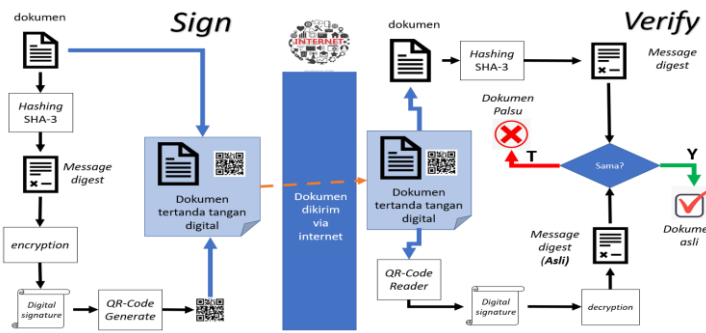 Sign
dokumen
Hashing
SHA-3
Message
digest
encryption
Digital
signature
QR-Code
Generate
Dokumen
tertanda tangan
digital
INTERNET
Dokumen
dikirim
via
internet
Verify
dokumen
Hashing
SHA-3
Message
digest
Dokumen
tertanda tangan
digital
QR-Code
Reader
Digital
signature
decryption
Message
digest
(Asli)
Sama?
T
Y
Dokumen
Palsu
Dokume
asli